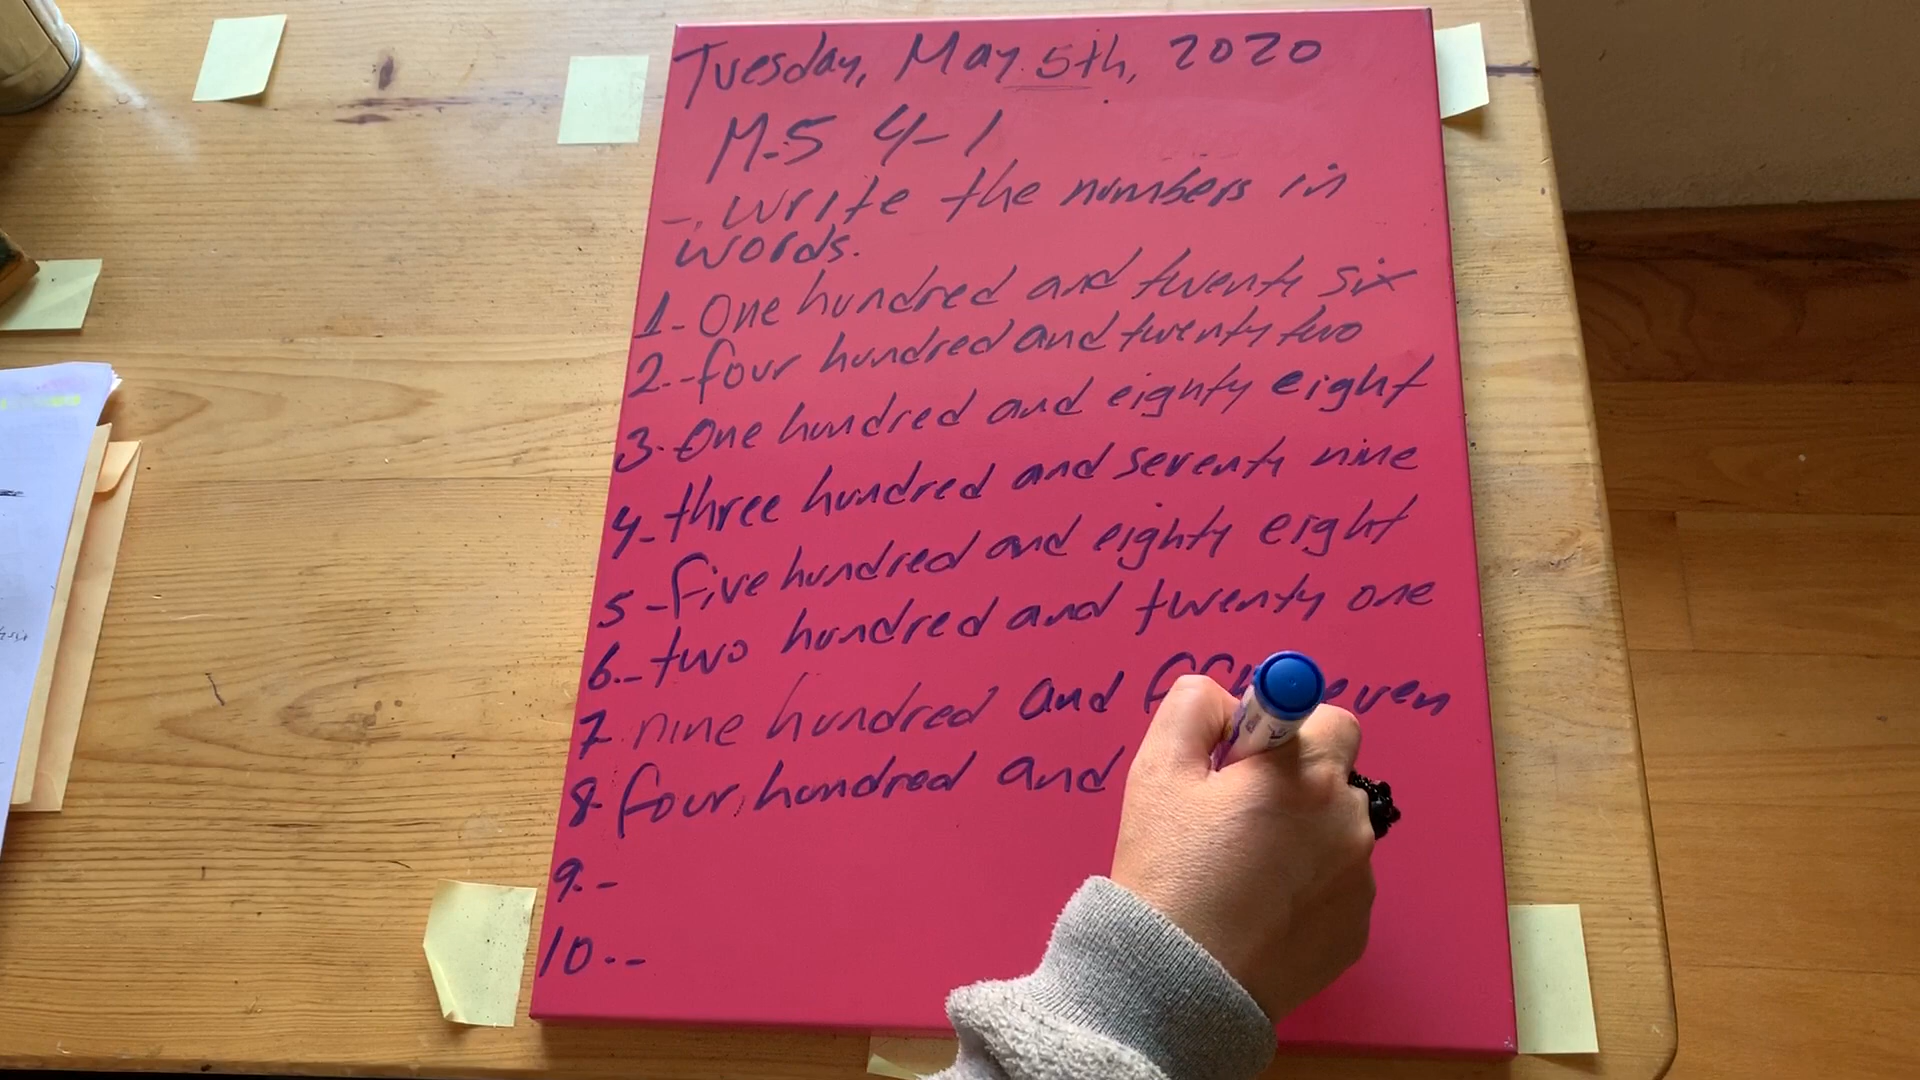 Tuesday, May 5th, 2020
M-5 4-1
-. Write the numbers in
words.
1- One hundred and twenty six
2.- four hundred and twenty two
3.- One hundred and eighty eight
4- three hundred and seventy nine
5- five hundred and eighty eight
6.- two hundred and twenty one
7. nine hundred and
8- four hundred and
9.-
10.-